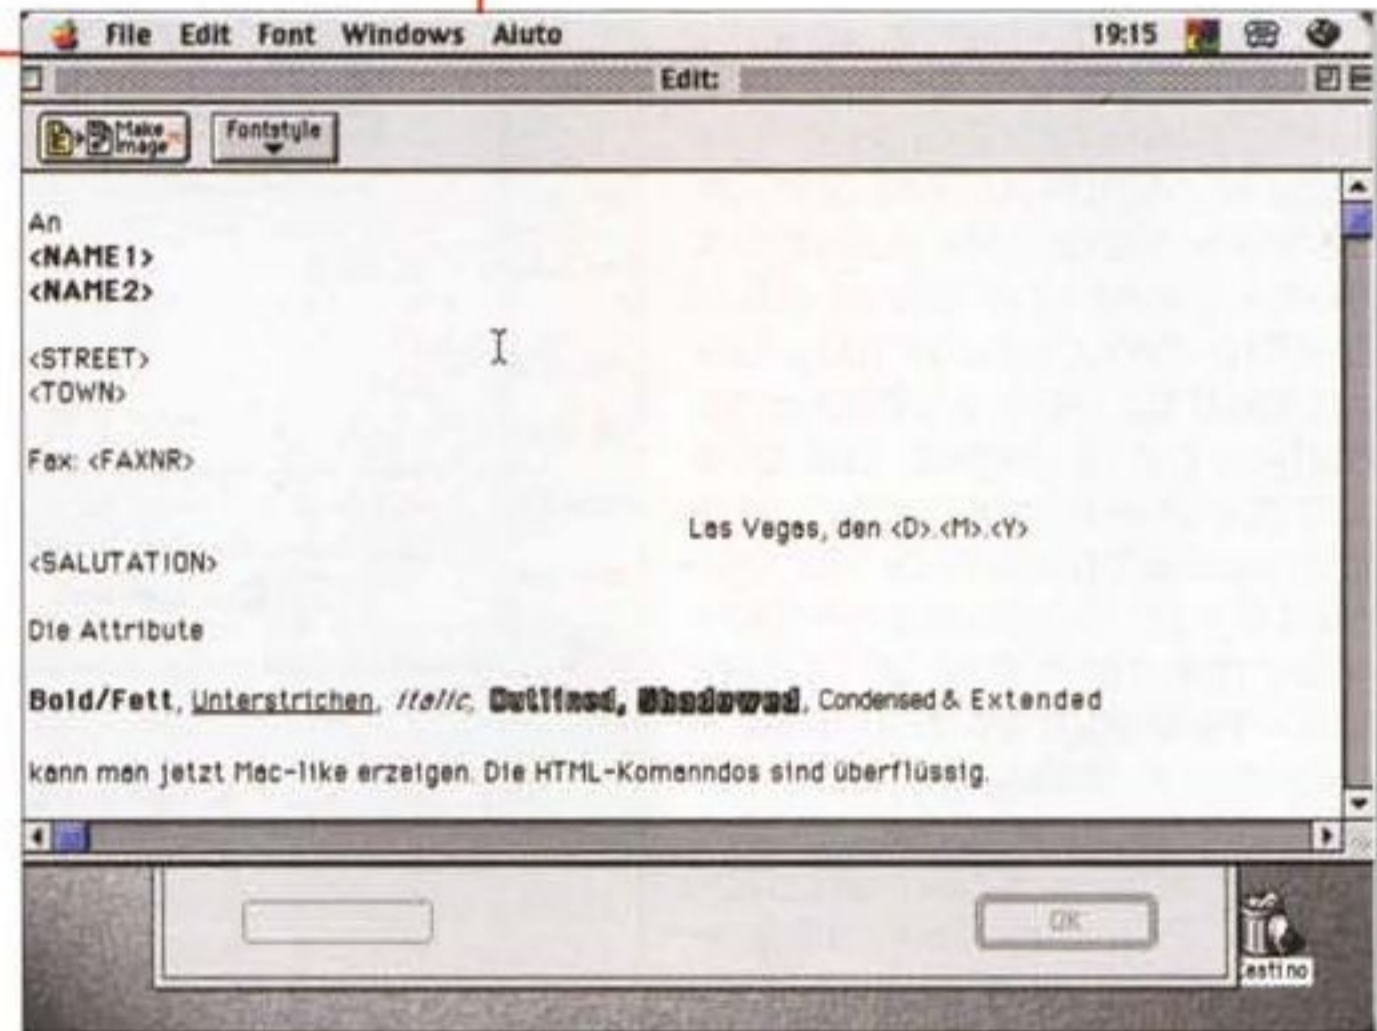 File Edit Font Windows Aiuto 19:15
Edit:
Make Image Fontstyle
An
<NAME1>
<NAME2>
<STREET>
<TOWN>
Fax: <FAXNR>
Las Vegas, den <D>.<M>.<Y>
<SALUTATION>
Die Attribute
Bold/Fett, Unterstrichen, Italic, Outlined, Shadowed, Condensed & Extended
kann man jetzt Mac-like erzeigen. Die HTML-Komanndos sind überflüssig.
OK
Cestino